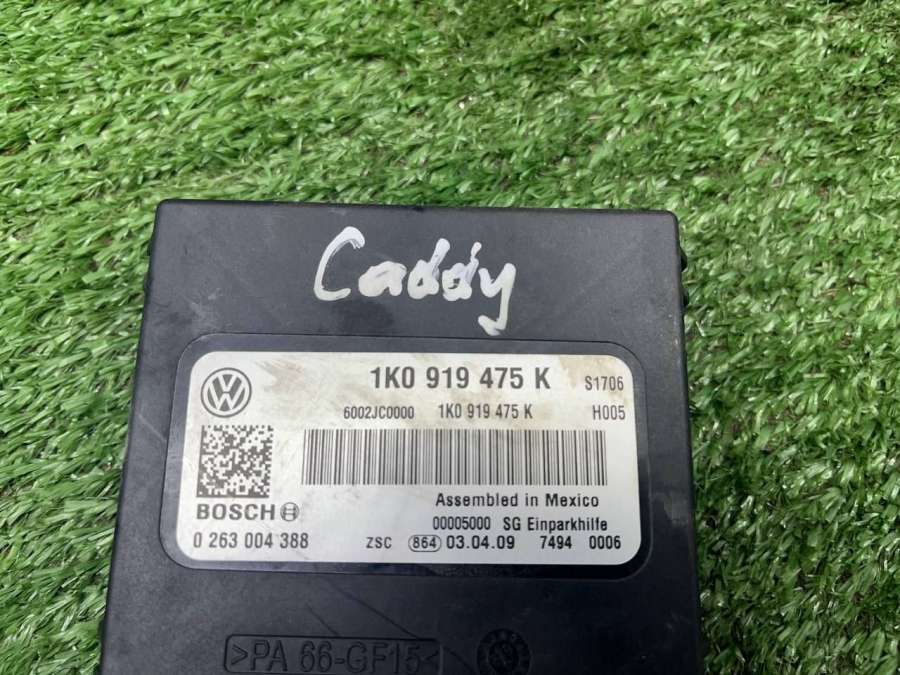 Caddy
1K0 919 475 K S1706
6002JC0000 1K0 919 475 K H005
Assembled in Mexico
BOSCH
00005000 SG Einparkhilfe
0 263 004 388 ZSC 864 03.04.09 7494 0006
>PA 66-GF15<